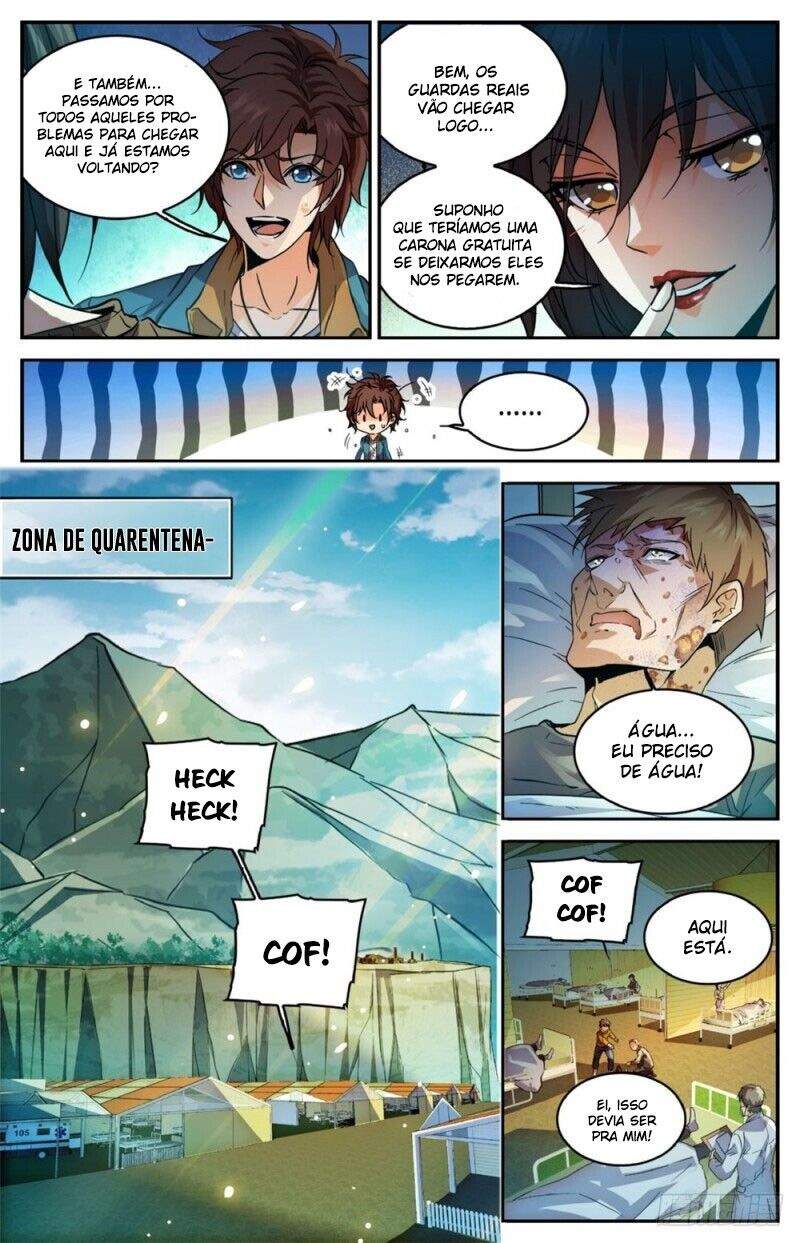 E TAMBÉM...
PASSAMOS POR
TODOS AQUELES PRO-
BLEMAS PARA CHEGAR
AQUI E JÁ ESTAMOS
VOLTANDO?
BEM, OS
GUARDAS REAIS
VÃO CHEGAR
LOGO...
SUPONHO
QUE TERÍAMOS UMA
CARONA GRATUITA
SE DEIXARMOS ELES
NOS PEGAREM.
......
ZONA DE QUARENTENA-
HECK
HECK!
COF!
105
ÁGUA...
EU PRECISO
DE ÁGUA!
COF
COF!
AQUI
ESTÁ.
EI, ISSO
DEVIA SER
PRA MIM!